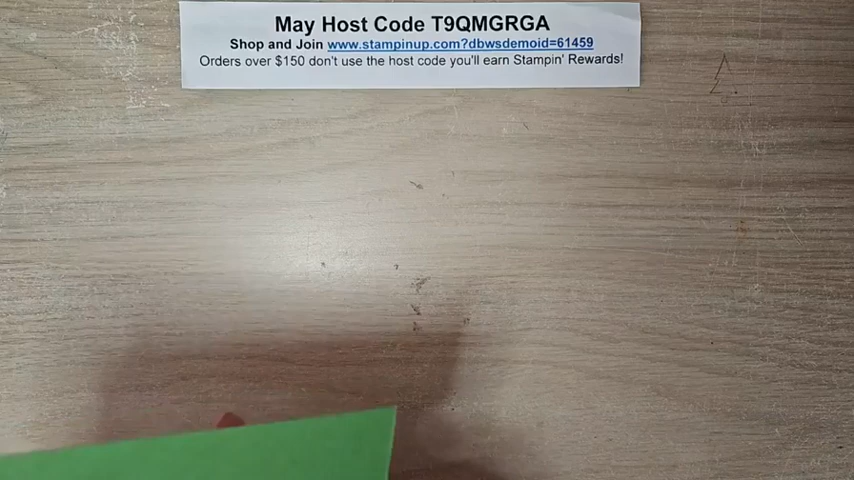 May Host Code T9QMGRGA
Shop and Join www.stampinup.com?dbwsdemoid=61459
Orders over $150 don't use the host code you'll earn Stampin' Rewards!